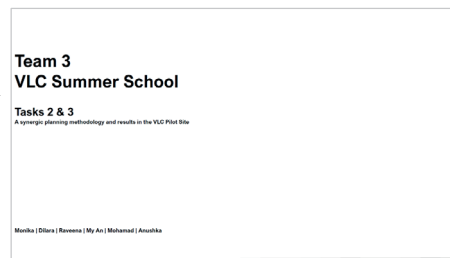 Team 3
VLC Summer School
Tasks 2 & 3
A synergic planning methodology and results in the VLC Pilot Site
Monika | Dilara | Raveena | My An | Mohamad | Anushka